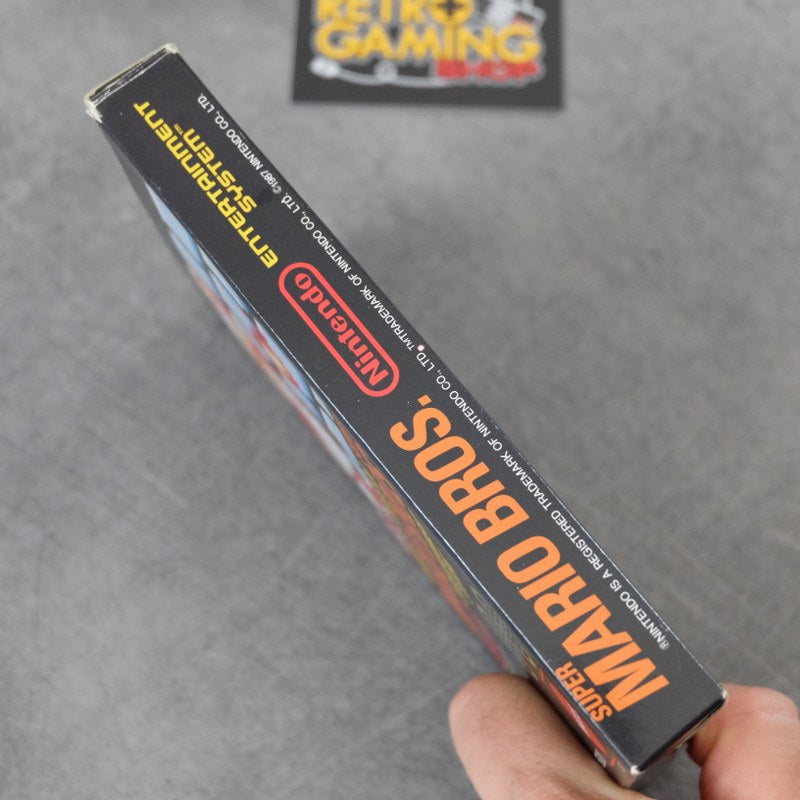 RETRO
GAMING
SHOP
SUPER
MARIO BROS.
Nintendo
ENTERTAINMENT
SYSTEM™
®NINTENDO IS A REGISTERED TRADEMARK OF NINTENDO CO., LTD. TMTRADEMARK OF NINTENDO CO., LTD. ©1987 NINTENDO CO., LTD.